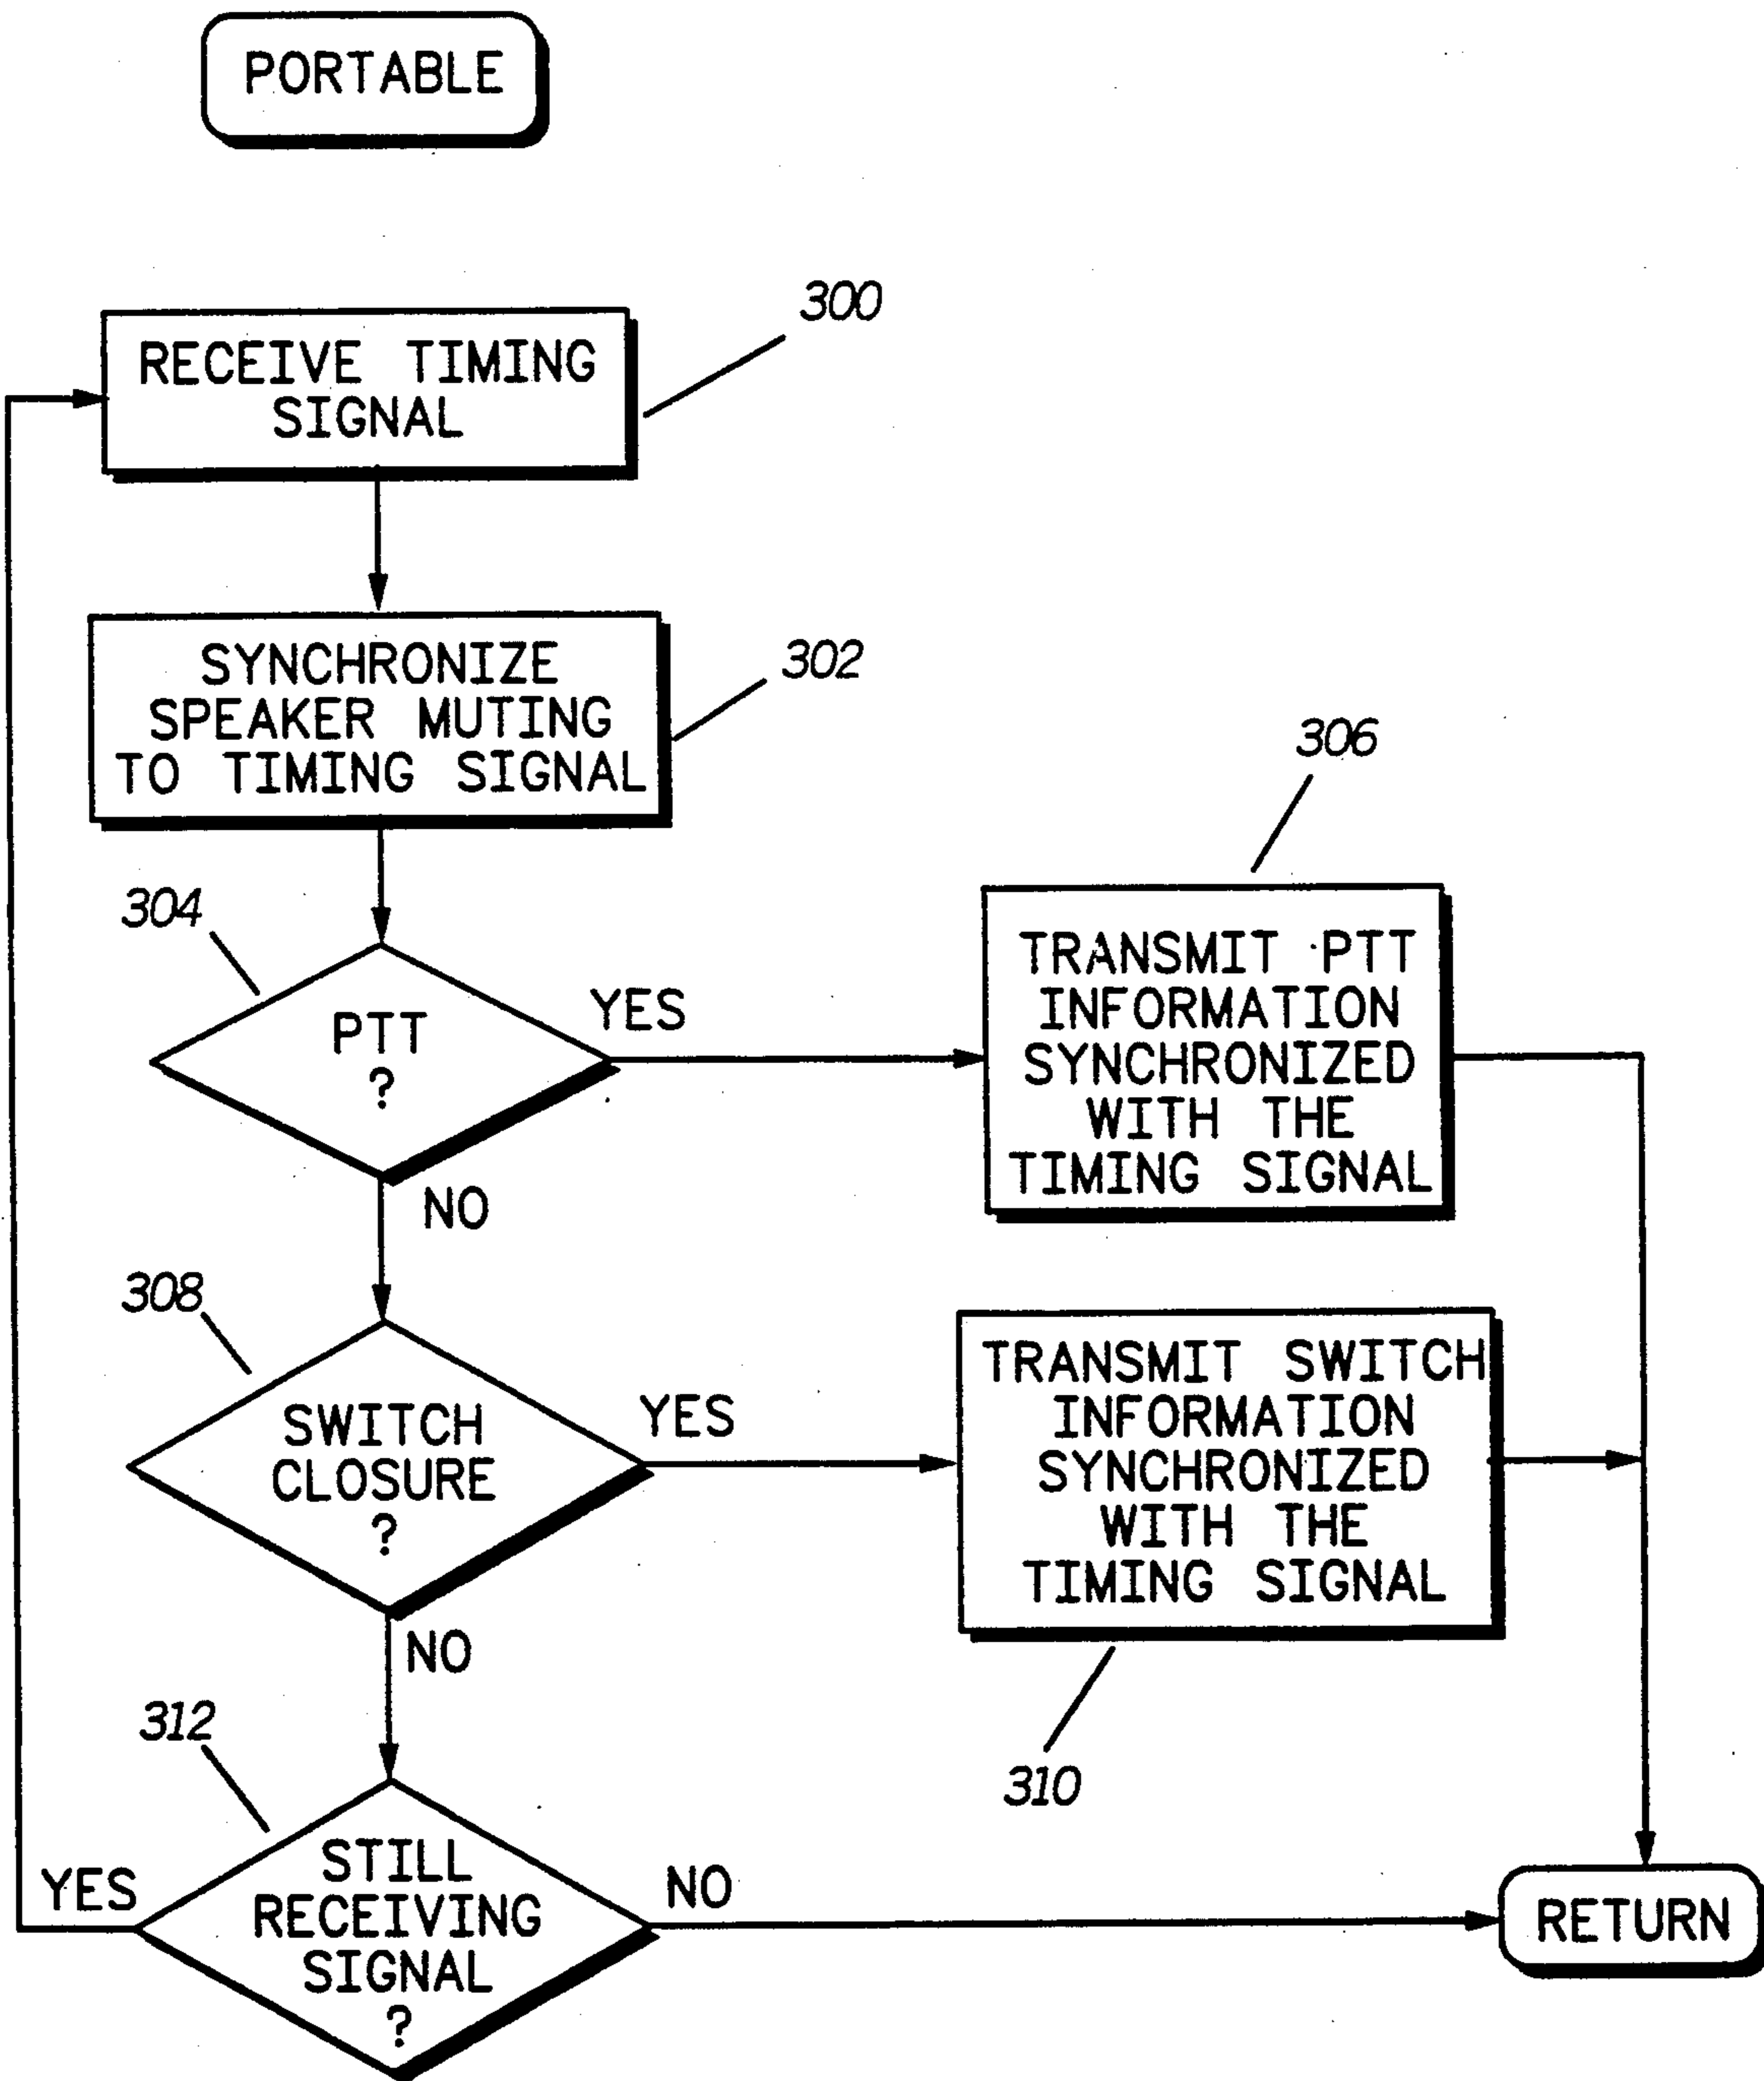 PORTABLE
300
RECEIVE TIMING
SIGNAL
302
SYNCHRONIZE
SPEAKER MUTING
TO TIMING SIGNAL
304
PTT
?
YES
NO
306
TRANSMIT PTT
INFORMATION
SYNCHRONIZED
WITH THE
TIMING SIGNAL
308
SWITCH
CLOSURE
?
YES
NO
TRANSMIT SWITCH
INFORMATION
SYNCHRONIZED
WITH THE
TIMING SIGNAL
310
312
STILL
RECEIVING
SIGNAL
?
YES
NO
RETURN